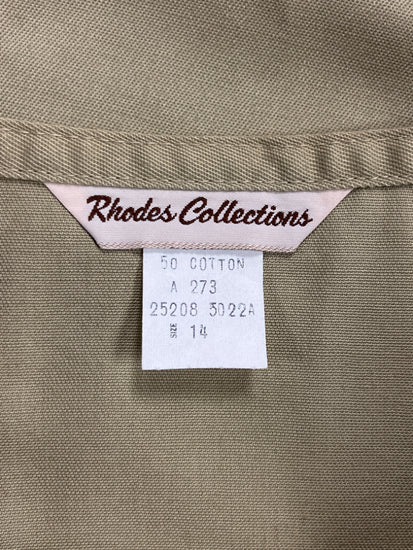 Rhodes Collections
50 COTTON
A 273
25208 3022A
SIZE 14